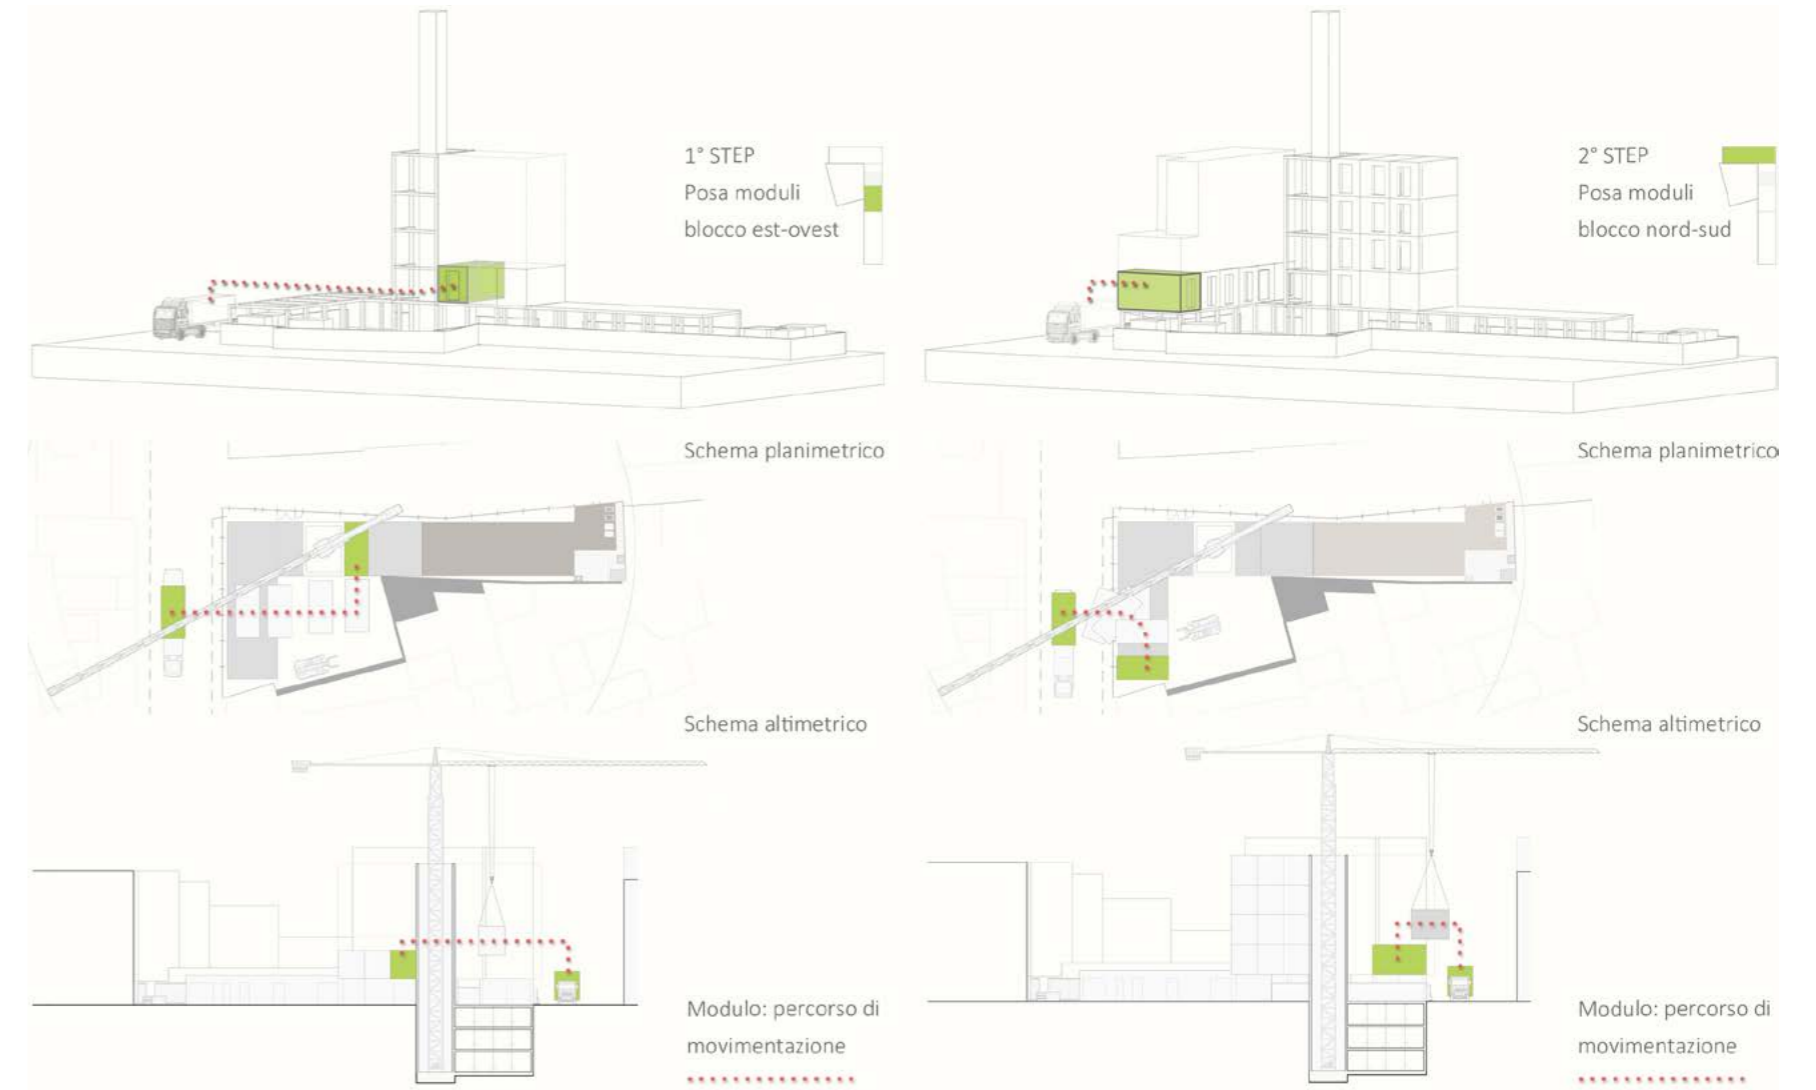 1° STEP
Posa moduli
blocco est-ovest
Schema planimetrico
Schema altimetrico
Modulo: percorso di
movimentazione
2° STEP
Posa moduli
blocco nord-sud
Schema planimetrico
Schema altimetrico
Modulo: percorso di
movimentazione